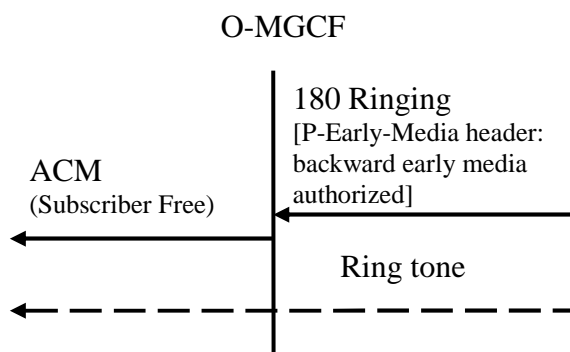 O-MGCF
180 Ringing
[P-Early-Media header:
backward early media
authorized]
ACM
(Subscriber Free)
Ring tone